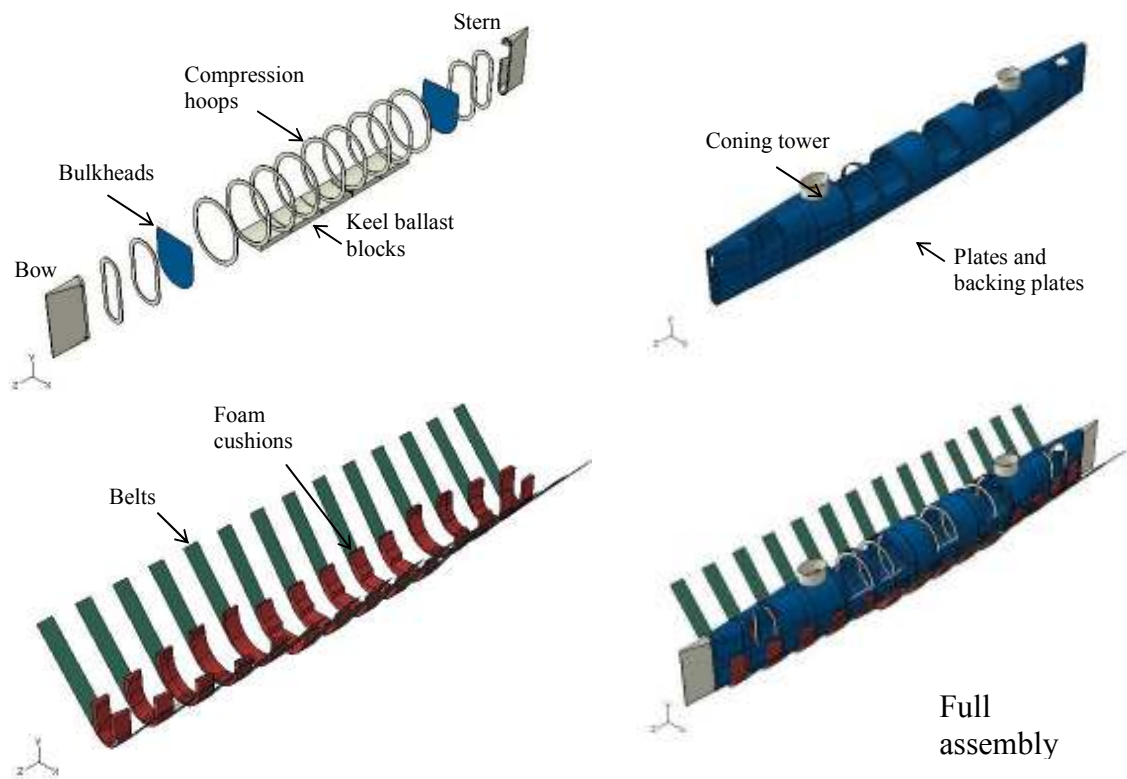 Stern
Compression
hoops
Bulkheads
Keel ballast
blocks
Bow
Y
Z
X
Coning tower
Plates and
backing plates
Y
Z
X
Foam
cushions
Belts
Y
Z
X
Full
assembly
Y
Z
X